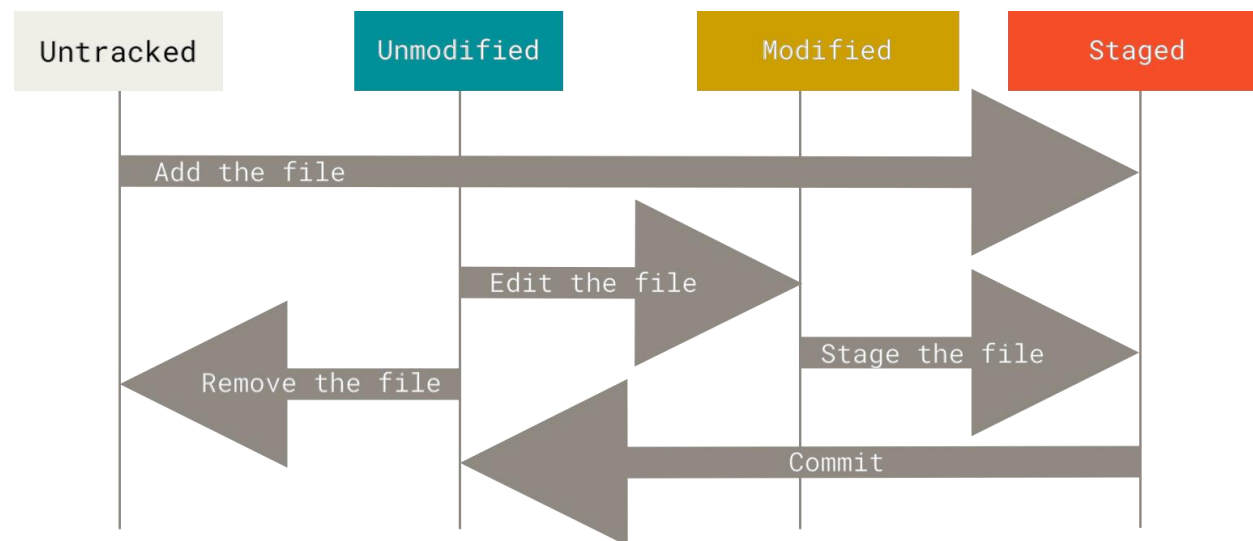 Untracked
Unmodified
Modified
Staged
Add the file
Edit the file
Stage the file
Remove the file
Commit